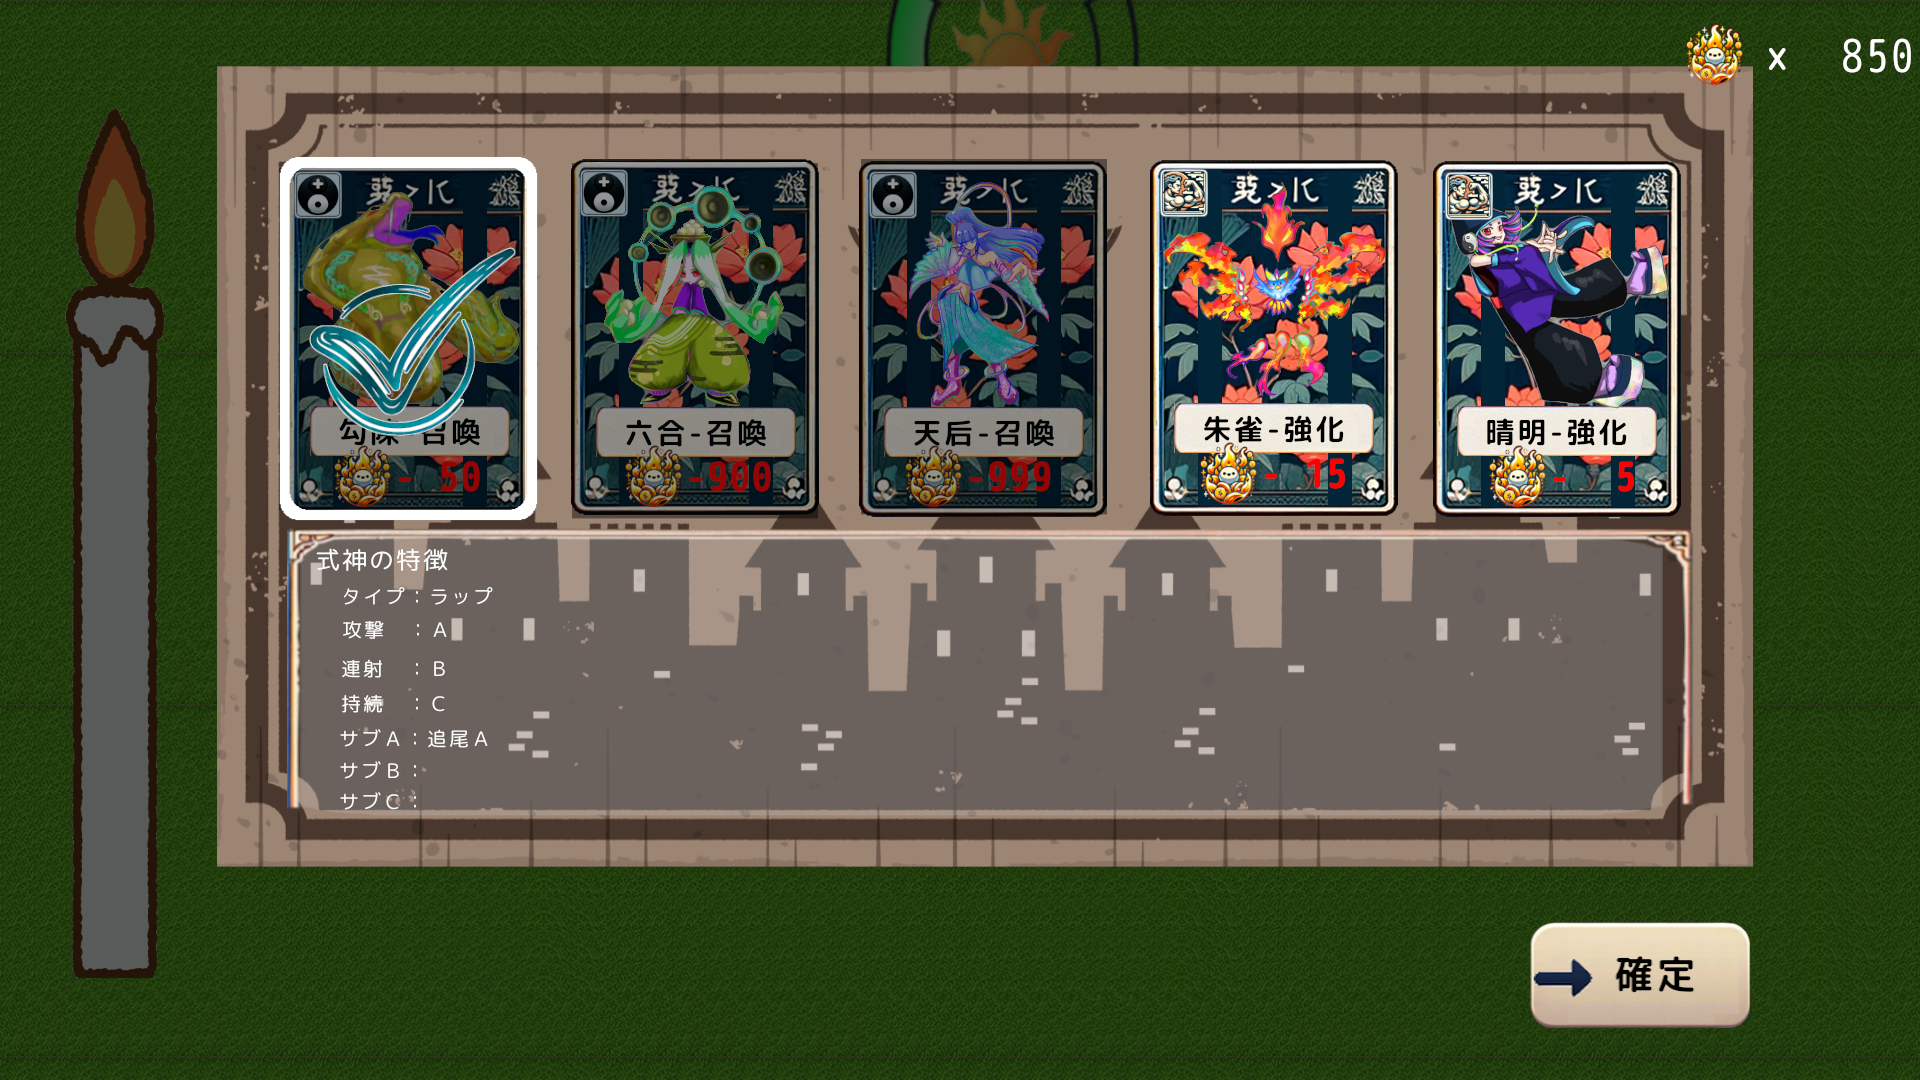 x 850
勾陳-召喚
六合-召喚
天后-召喚
朱雀-強化
晴明-強化
- 50
-900
-999
- 15
- 5
式神の特徴
タイプ：ラップ
攻撃 ：A
連射 ：B
持続 ：C
サブA：追尾A
サブB：
サブC：
確定